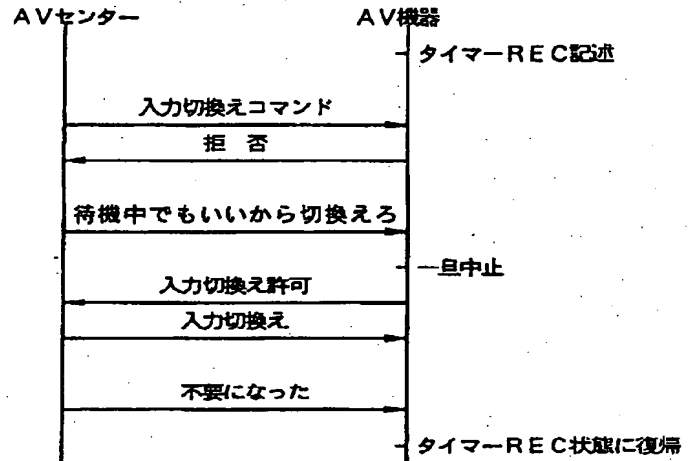 AVセンター
AV機器
タイマーREC記述
入力切換えコマンド
拒 否
待機中でもいいから切換えろ
一旦中止
入力切換え許可
入力切換え
不要になった
タイマーREC状態に復帰